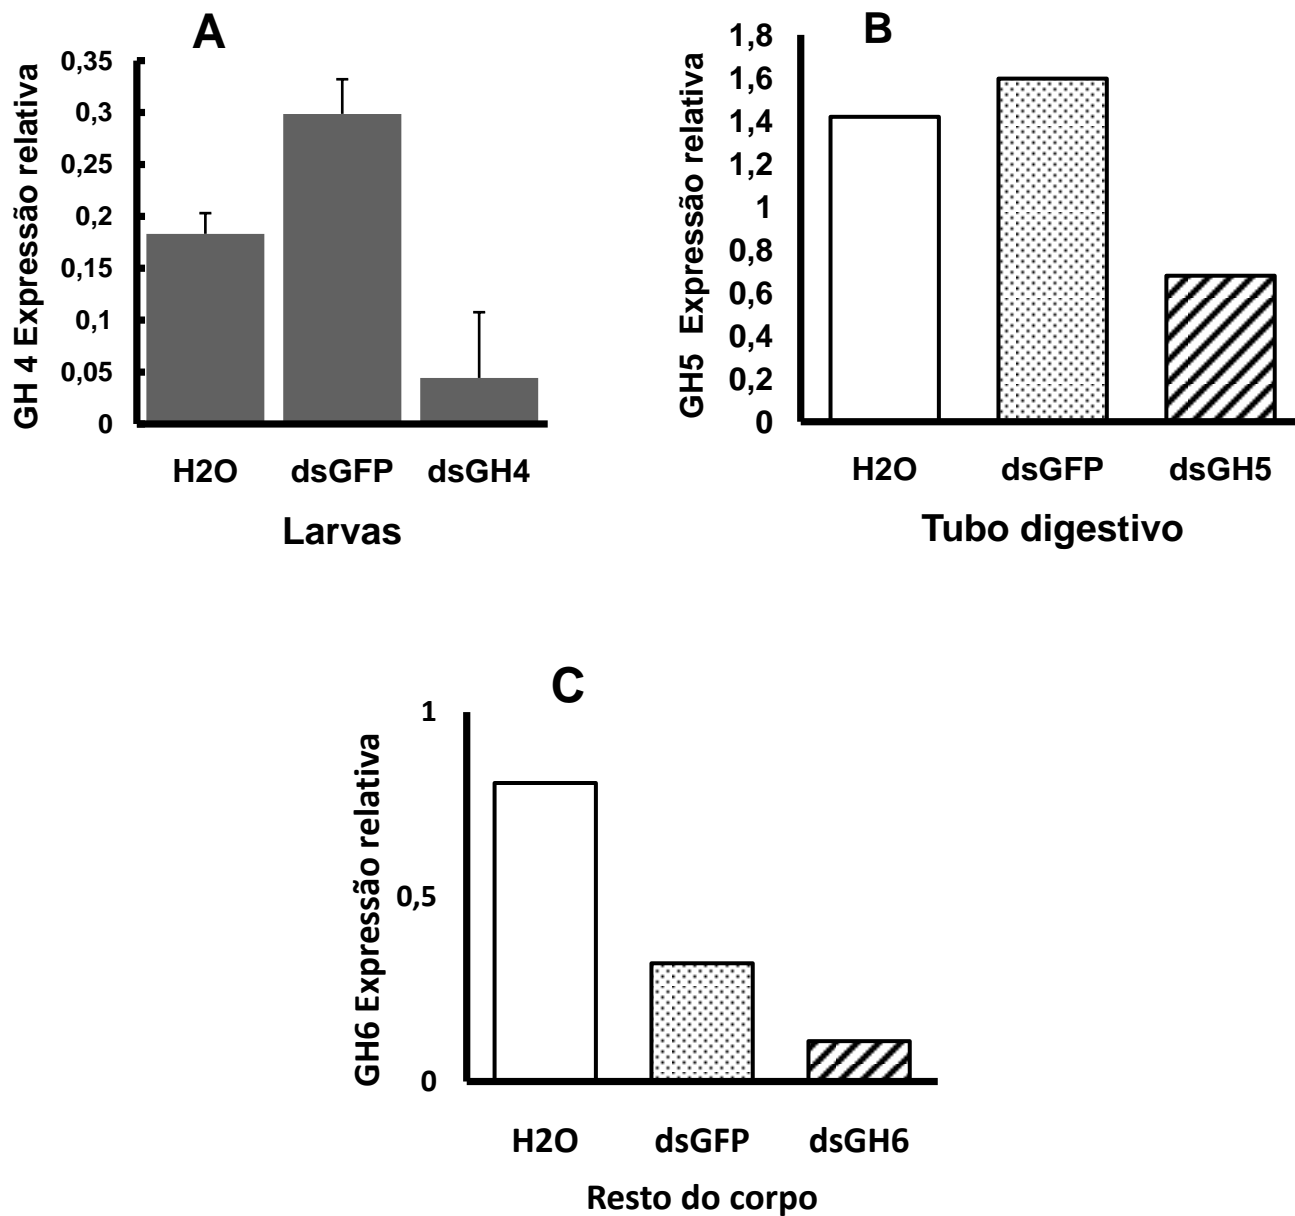 A
GH 4 Expressão relativa
0,35
0,3
0,25
0,2
0,15
0,1
0,05
0
H2O dsGFP dsGH4
Larvas
B
GH5 Expressão relativa
1,8
1,6
1,4
1,2
1
0,8
0,6
0,4
0,2
0
H2O dsGFP dsGH5
Tubo digestivo
C
GH6 Expressão relativa
1
0,5
0
H2O dsGFP dsGH6
Resto do corpo